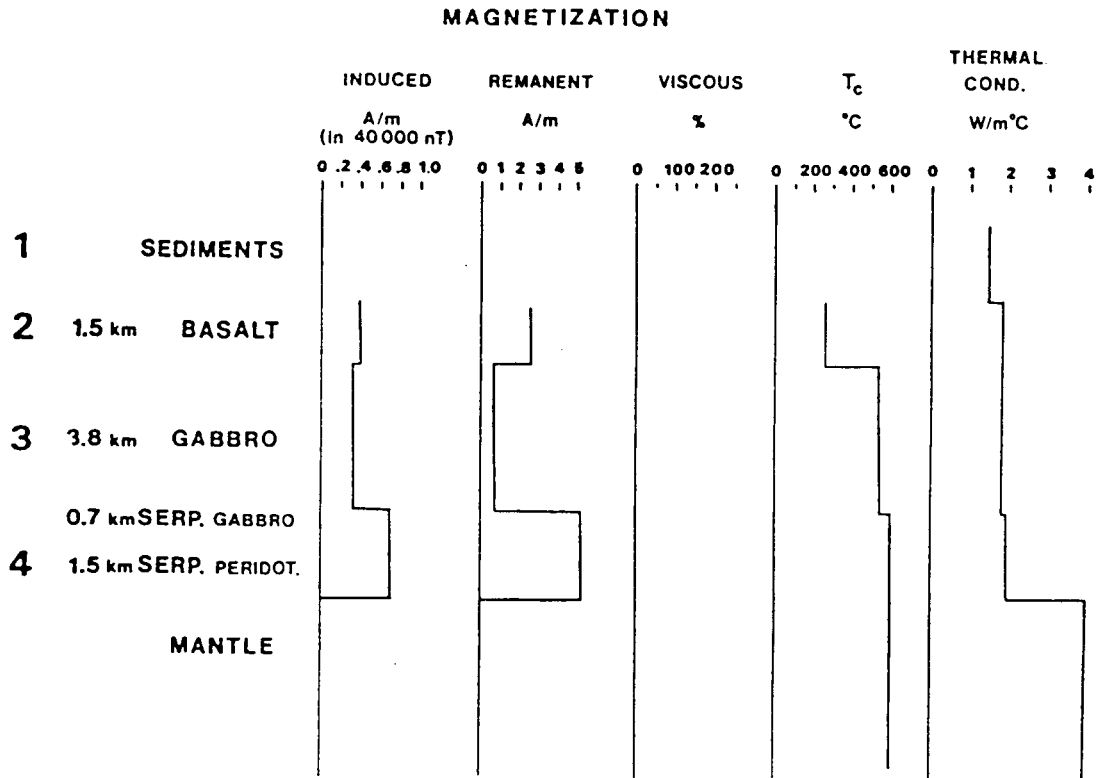 MAGNETIZATION
INDUCED REMANENT VISCOUS Tc THERMAL COND.
A/m (In 40 000 nT) A/m % °C W/m°C
0 .2 .4 .6 .8 1.0 0 1 2 3 4 5 0 100 200 0 200 400 600 0 1 2 3 4
1 SEDIMENTS
2 1.5 km BASALT
3 3.8 km GABBRO
0.7 km SERP. GABBRO
4 1.5 km SERP. PERIDOT.
MANTLE